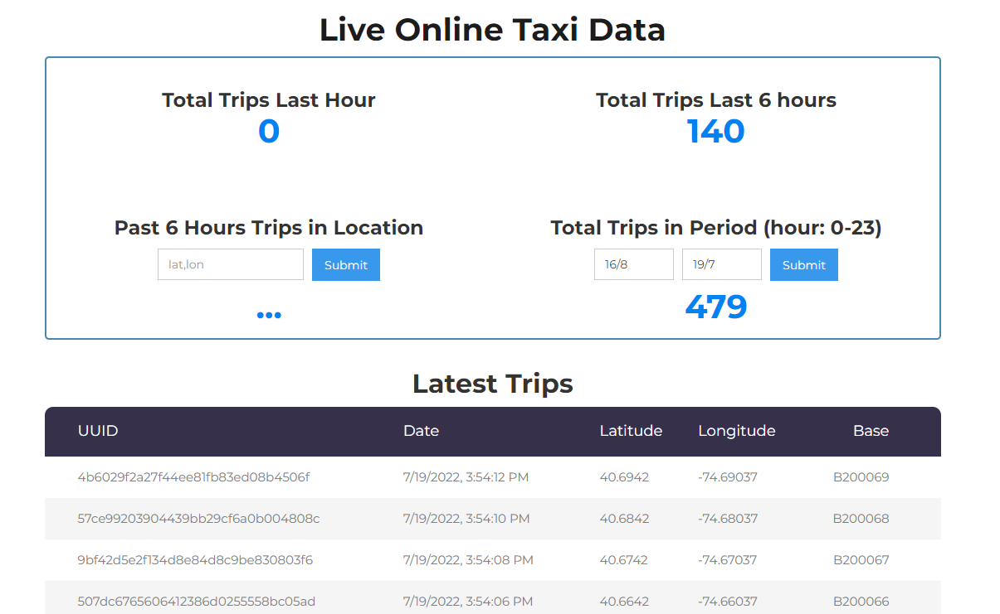 Live Online Taxi Data
Total Trips Last Hour
0
Total Trips Last 6 hours
140
Past 6 Hours Trips in Location
lat,lon Submit
...
Total Trips in Period (hour: 0-23)
16/8 19/7 Submit
479
Latest Trips
UUID Date Latitude Longitude Base
4b6029f2a27f44ee81fb83ed08b4506f 7/19/2022, 3:54:12 PM 40.6942 -74.69037 B200069
57ce99203904439bb29cf6a0b004808c 7/19/2022, 3:54:10 PM 40.6842 -74.68037 B200068
9bf42d5e2f134d8e84d8c9be830803f6 7/19/2022, 3:54:08 PM 40.6742 -74.67037 B200067
507dc6765606412386d0255558bc05ad 7/19/2022, 3:54:06 PM 40.6642 -74.66037 B200066